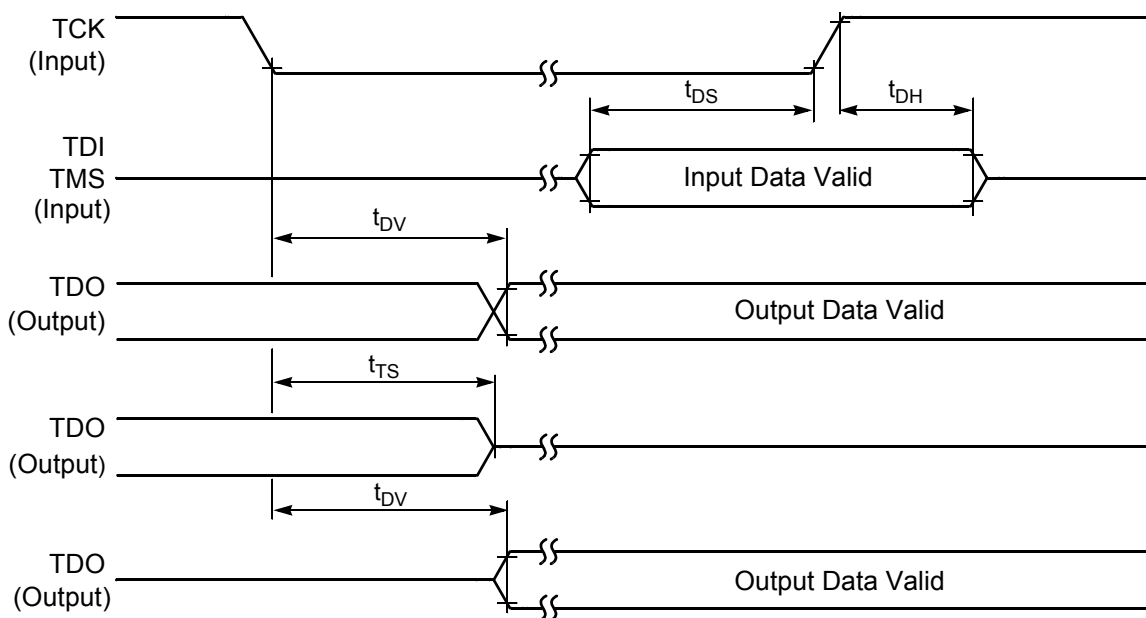 TCK
(Input)
tDS
tDH
TDI
TMS
(Input)
Input Data Valid
tDV
TDO
(Output)
Output Data Valid
tTS
TDO
(Output)
tDV
TDO
(Output)
Output Data Valid